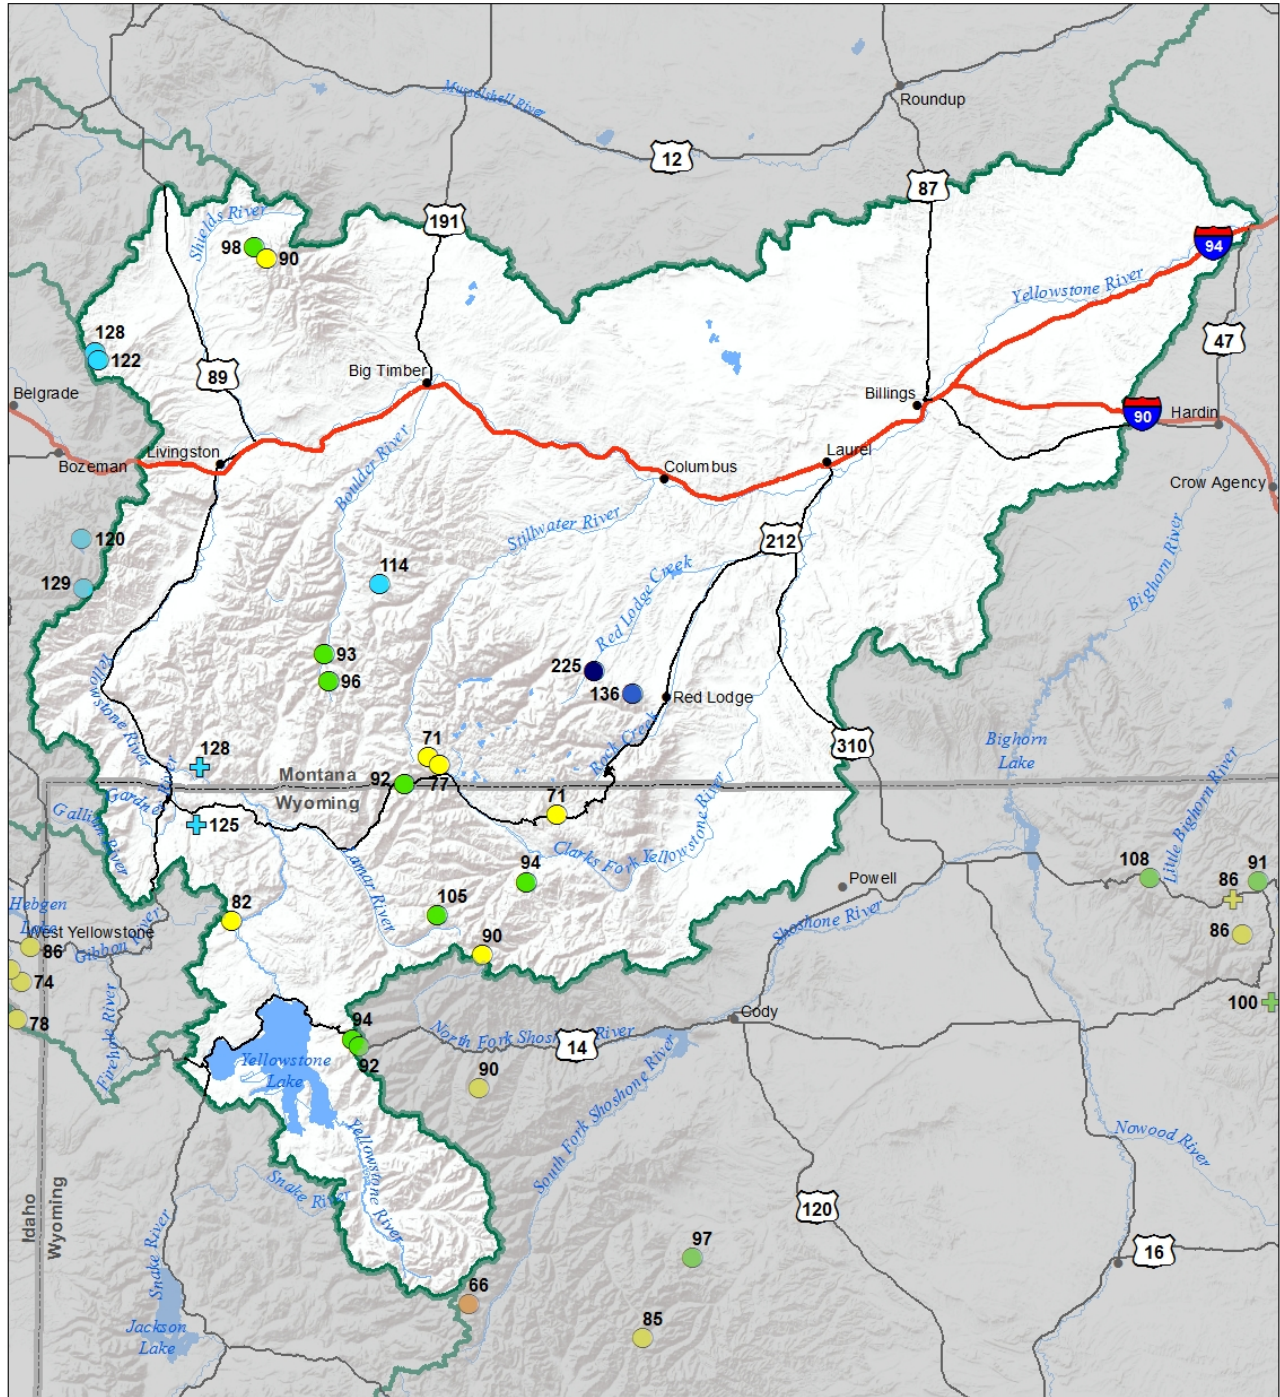 Musselshell River
Roundup
12
87
191
94
Shields River
98
90
Yellowstone River
128
122
47
89
Big Timber
Belgrade
Billings
90
Hardin
Livingston
Laurel
Bozeman
Columbus
Crow Agency
Boulder River
Stillwater River
212
120
114
Red Lodge Creek
Bighorn River
129
93
225
96
136
Red Lodge
Yellowstone River
Rock Creek
128
71
310
Bighorn
Lake
Montana
92
77
Wyoming
Gardner River
71
Gallatin River
125
Little Bighorn River
Lamar River
Clarks Fork Yellowstone River
94
108
91
Powell
86
Hebgen
Lake
82
105
Shoshone River
West Yellowstone
Gibbon River
90
86
86
74
100
78
Firehole River
94
Cody
North Fork Shoshone River
14
92
Yellowstone
Lake
90
South Fork Shoshone River
Yellowstone River
Nowood River
Snake River
Idaho
Wyoming
120
Snake River
97
16
66
Jackson
Lake
85